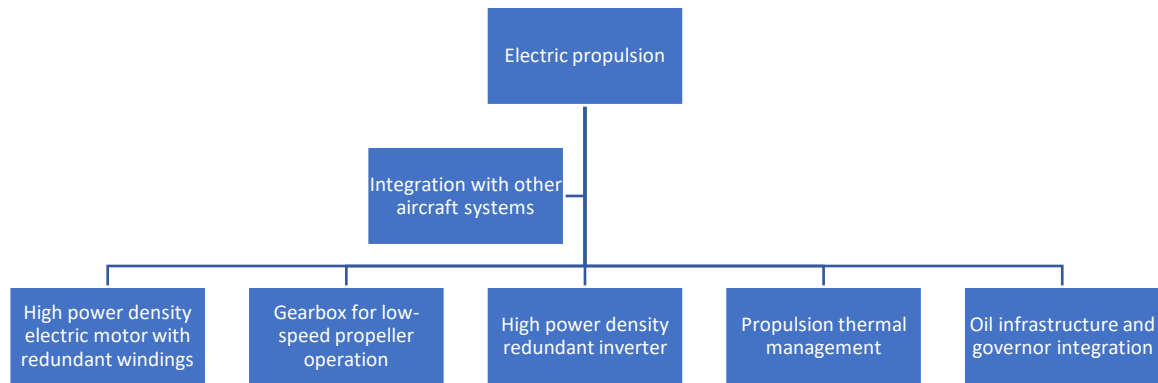 Electric propulsion
Integration with other
aircraft systems
High power density
electric motor with
redundant windings
Gearbox for low-
speed propeller
operation
High power density
redundant inverter
Propulsion thermal
management
Oil infrastructure and
governor integration